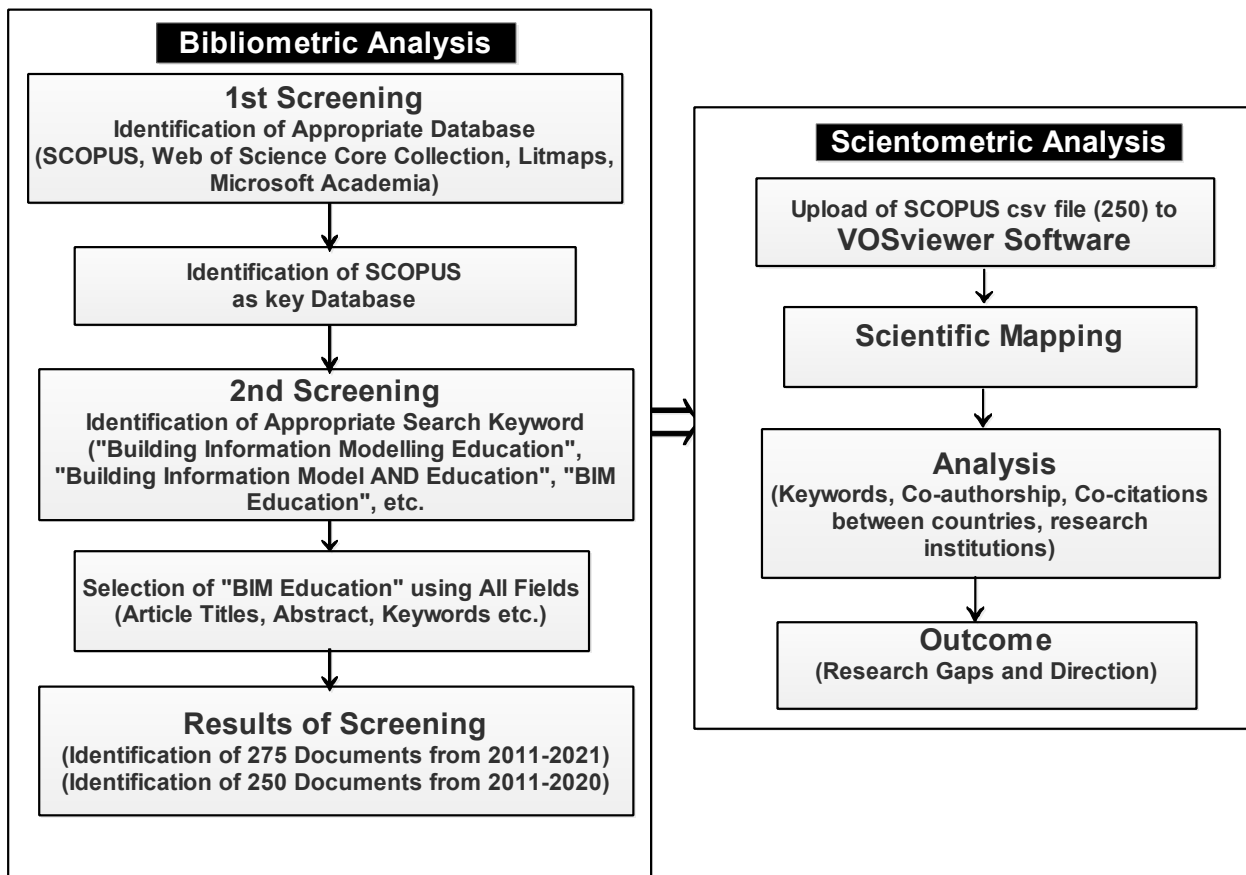 Bibliometric Analysis
1st Screening
Identification of Appropriate Database
(SCOPUS, Web of Science Core Collection, Litmaps,
Microsoft Academia)
Identification of SCOPUS
as key Database
2nd Screening
Identification of Appropriate Search Keyword
("Building Information Modelling Education",
"Building Information Model AND Education", "BIM
Education", etc.
Selection of "BIM Education" using All Fields
(Article Titles, Abstract, Keywords etc.)
Results of Screening
(Identification of 275 Documents from 2011-2021)
(Identification of 250 Documents from 2011-2020)
Scientometric Analysis
Upload of SCOPUS csv file (250) to
VOSviewer Software
Scientific Mapping
Analysis
(Keywords, Co-authorship, Co-citations
between countries, research
institutions)
Outcome
(Research Gaps and Direction)